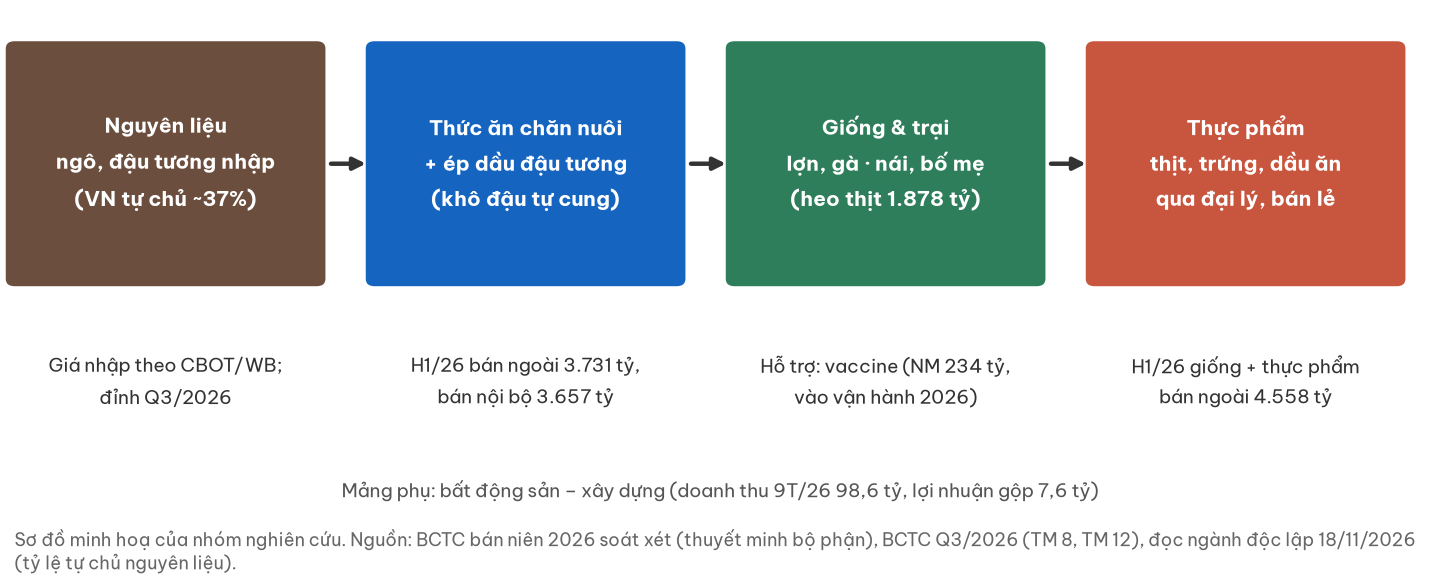 Nguyên liệu
ngô, đậu tương nhập
(VN tự chủ ~37%)
Thức ăn chăn nuôi
+ ép dầu đậu tương
(khô đậu tự cung)
Giống & trại
lợn, gà · nái, bố mẹ
(heo thịt 1.878 tỷ)
Thực phẩm
thịt, trứng, dầu ăn
qua đại lý, bán lẻ
Giá nhập theo CBOT/WB;
đỉnh Q3/2026
H1/26 bán ngoài 3.731 tỷ,
bán nội bộ 3.657 tỷ
Hỗ trợ: vaccine (NM 234 tỷ,
vào vận hành 2026)
H1/26 giống + thực phẩm
bán ngoài 4.558 tỷ
Mảng phụ: bất động sản – xây dựng (doanh thu 9T/26 98,6 tỷ, lợi nhuận gộp 7,6 tỷ)
Sơ đồ minh hoạ của nhóm nghiên cứu. Nguồn: BCTC bán niên 2026 soát xét (thuyết minh bộ phận), BCTC Q3/2026 (TM 8, TM 12), đọc ngành độc lập 18/11/2026
(tỷ lệ tự chủ nguyên liệu).